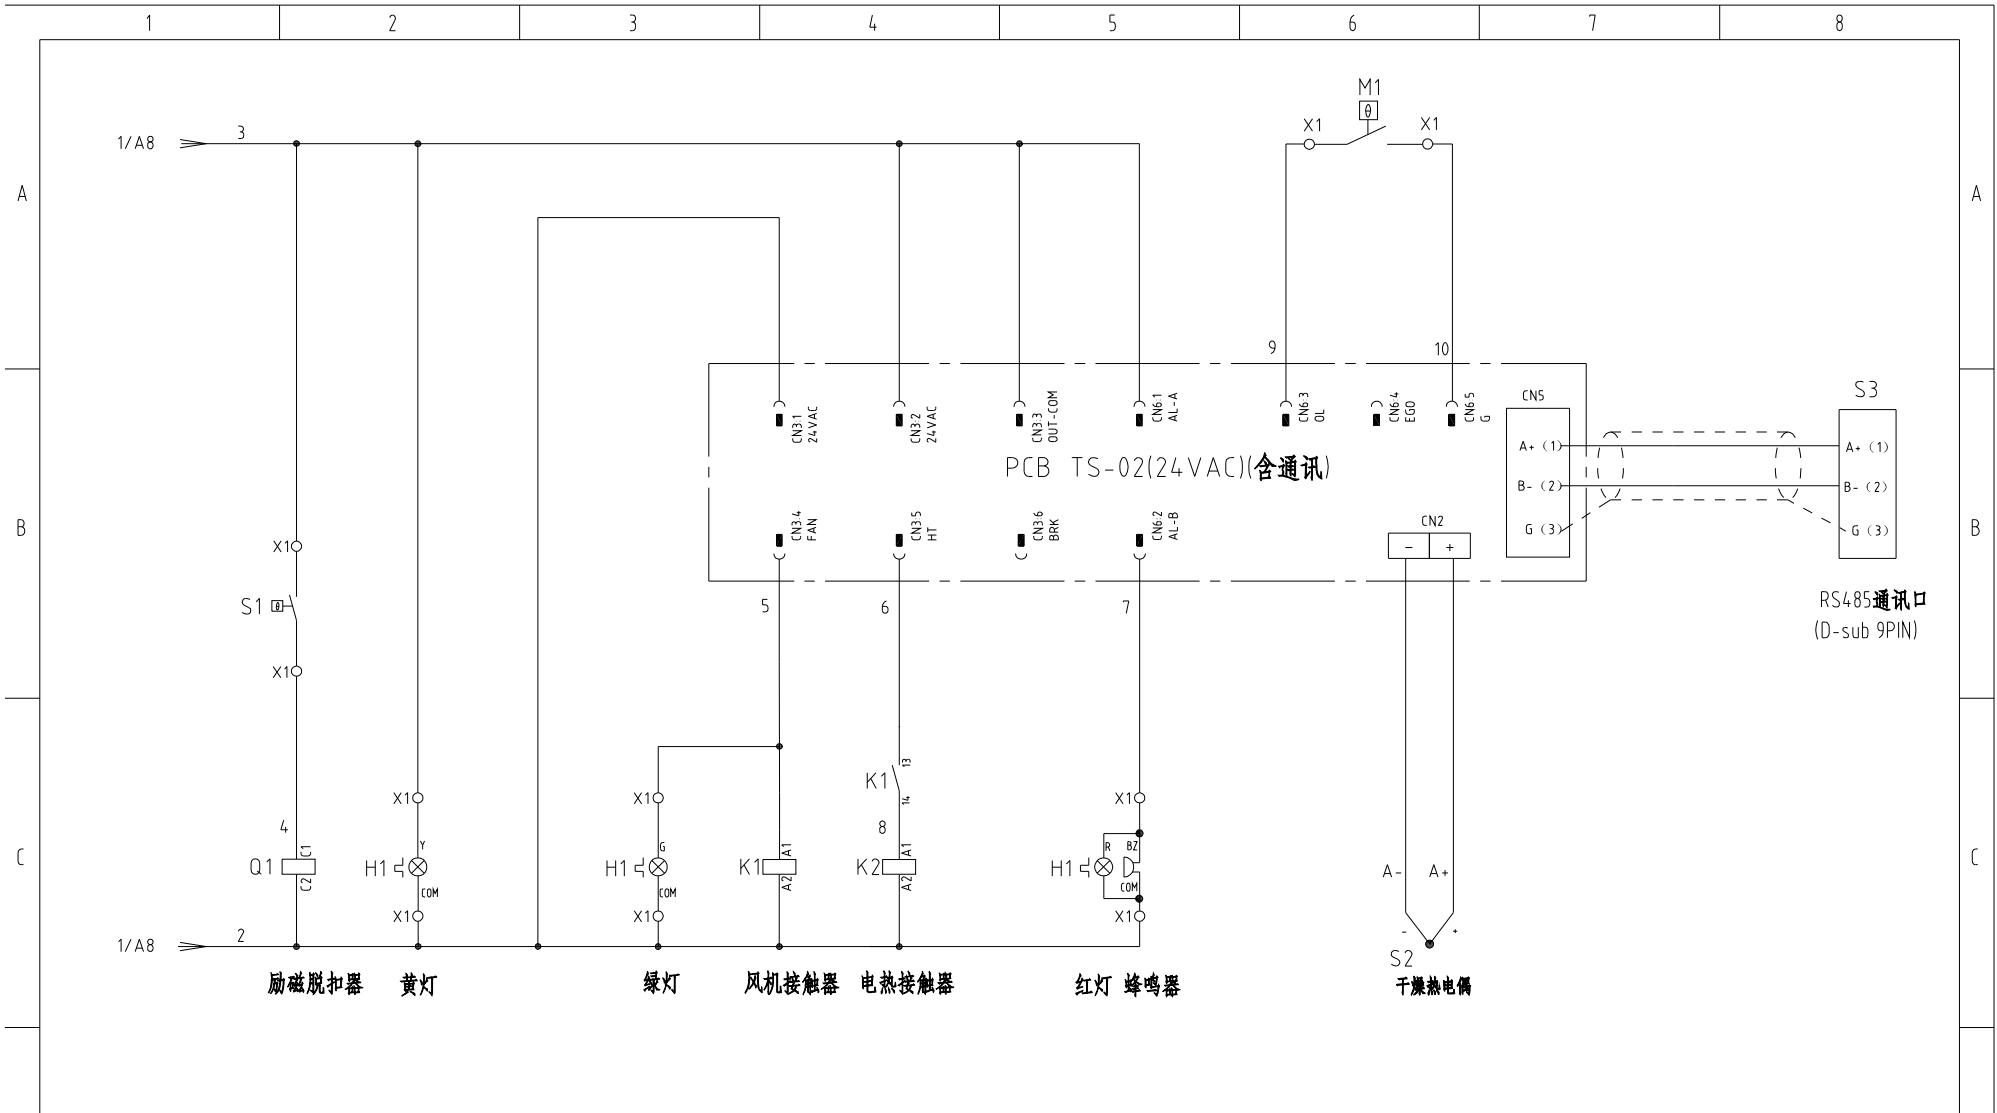 1 2 3 4 5 6 7 8
M1
θ
X1 X1
1/A8 3
A A
9 10
CN3:1
24VAC
CN3:2
24VAC
CN3:3
OUT-COM
CN6:1
AL-A
CN6:3
OL
CN6:4
EGO
CN6:5
G
CN5
S3
A+ (1) A+ (1)
PCB TS-02(24VAC)(含通讯)
B- (2) B- (2)
CN3:4
FAN
CN3:5
HT
CN3:6
BRK
CN6:2
AL-B
CN2
G (3) G (3)
B B
- +
X1
S1 θ
5 6 7
RS485通讯口
(D-sub 9PIN)
X1
K1 13
14
X1 X1 X1
4 8
Q1 C1
C2
H1 Y
COM
H1 G
COM
K1 A1
A2
K2 A1
A2
H1 R BZ
COM
A- A+
C C
X1 X1 X1
- +
1/A8 2
S2
励磁脱扣器 黄灯 绿灯 风机接触器 电热接触器 红灯 蜂鸣器 干燥热电偶